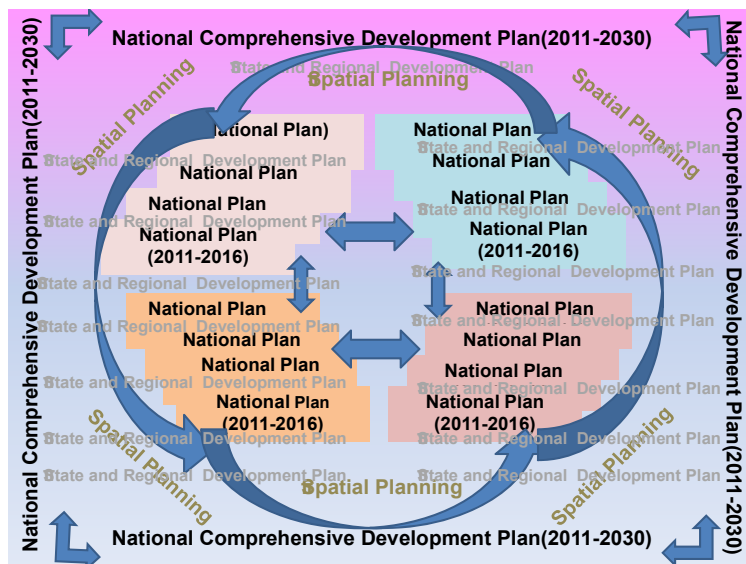 National Comprehensive Development Plan(2011-2030)
National Comprehensive Development Plan(2011-2030)
National Comprehensive Development Plan(2011-2030)
State and Regional Development Plan
Spatial Planning
Spatial Planning
Spatial Planning
National Plan)
National Plan
State and Regional Development Plan
State and Regional Development Plan
National Plan
National Plan
National Plan
National Plan
State and Regional Development Plan
State and Regional Development Plan
National Plan
National Plan
(2011-2016)
(2011-2016)
State and Regional Development Plan
State and Regional Development Plan
National Plan
National Plan
State and Regional Development Plan
State and Regional Development Plan
National Plan
National Plan
National Plan
National Plan
State and Regional Development Plan
State and Regional Development Plan
National Plan
National Plan
(2011-2016)
(2011-2016)
State and Regional Development Plan
State and Regional Development Plan
State and Regional Development Plan
State and Regional Development Plan
Spatial Planning
Spatial Planning
Spatial Planning
National Comprehensive Development Plan(2011-2030)